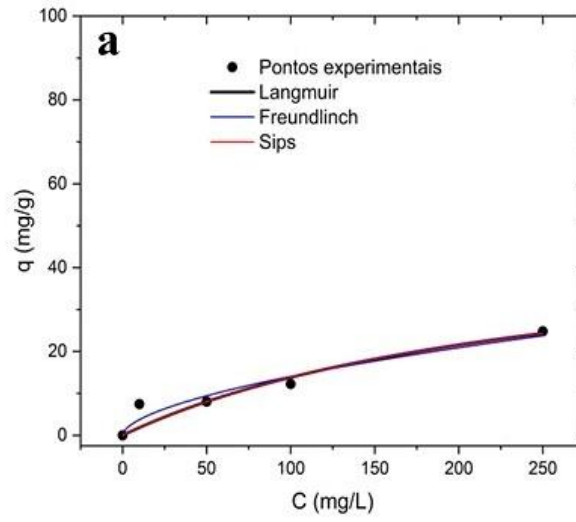 a
Pontos experimentais
Langmuir
Freundlinch
Sips
q (mg/g)
100
80
60
40
20
0
0 50 100 150 200 250
C (mg/L)